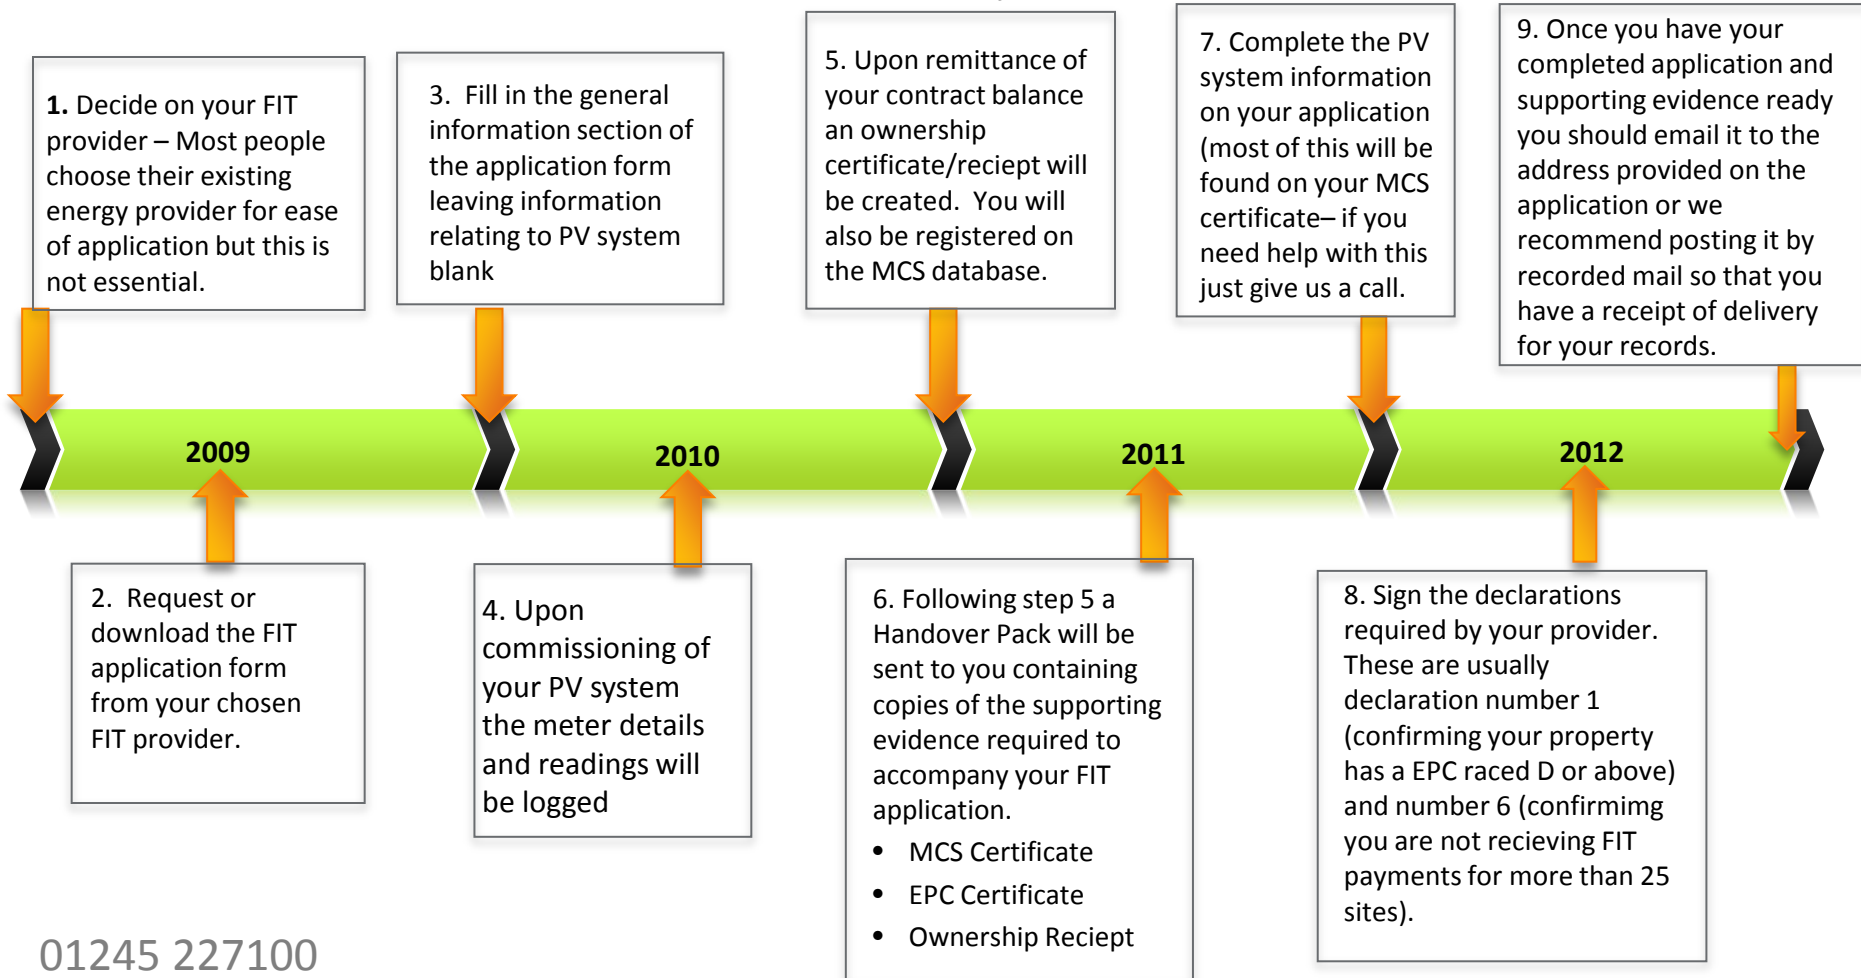 1. Decide on your FIT
provider – Most people
choose their existing
energy provider for ease
of application but this is
not essential.
3. Fill in the general
information section of
the application form
leaving information
relating to PV system
blank
5. Upon remittance of
your contract balance
an ownership
certificate/reciept will
be created. You will
also be registered on
the MCS database.
7. Complete the PV
system information
on your application
(most of this will be
found on your MCS
certificate– if you
need help with this
just give us a call.
9. Once you have your
completed application and
supporting evidence ready
you should email it to the
address provided on the
application or we
recommend posting it by
recorded mail so that you
have a receipt of delivery
for your records.
2009
2010
2011
2012
2. Request or
download the FIT
application form
from your chosen
FIT provider.
4. Upon
commissioning of
your PV system
the meter details
and readings will
be logged
6. Following step 5 a
Handover Pack will be
sent to you containing
copies of the supporting
evidence required to
accompany your FIT
application.
• MCS Certificate
• EPC Certificate
• Ownership Reciept
8. Sign the declarations
required by your provider.
These are usually
declaration number 1
(confirming your property
has a EPC raced D or above)
and number 6 (confirmimg
you are not recieving FIT
payments for more than 25
sites).
01245 227100